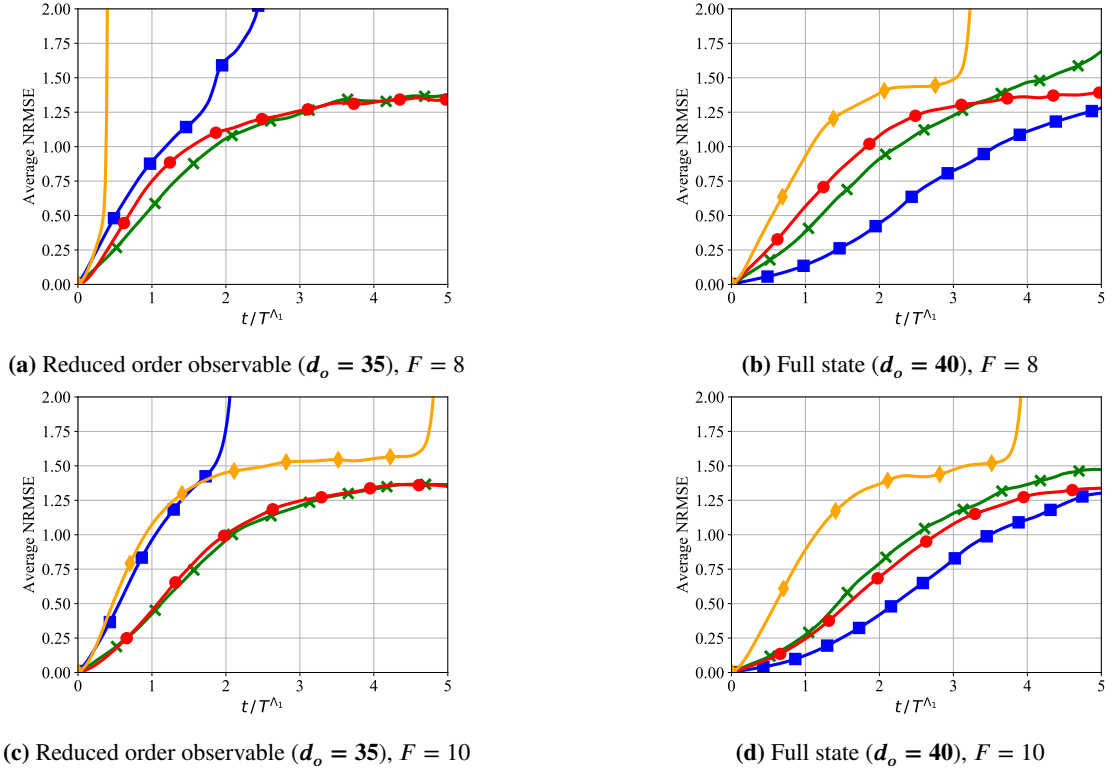 2.00
1.75
1.50
1.25
1.00
0.75
0.50
0.25
0.00
Average NRMSE
0 1 2 3 4 5
t/T^Λ₁
(a) Reduced order observable (d_o = 35), F = 8
2.00
1.75
1.50
1.25
1.00
0.75
0.50
0.25
0.00
Average NRMSE
0 1 2 3 4 5
t/T^Λ₁
(b) Full state (d_o = 40), F = 8
2.00
1.75
1.50
1.25
1.00
0.75
0.50
0.25
0.00
Average NRMSE
0 1 2 3 4 5
t/T^Λ₁
(c) Reduced order observable (d_o = 35), F = 10
2.00
1.75
1.50
1.25
1.00
0.75
0.50
0.25
0.00
Average NRMSE
0 1 2 3 4 5
t/T^Λ₁
(d) Full state (d_o = 40), F = 10